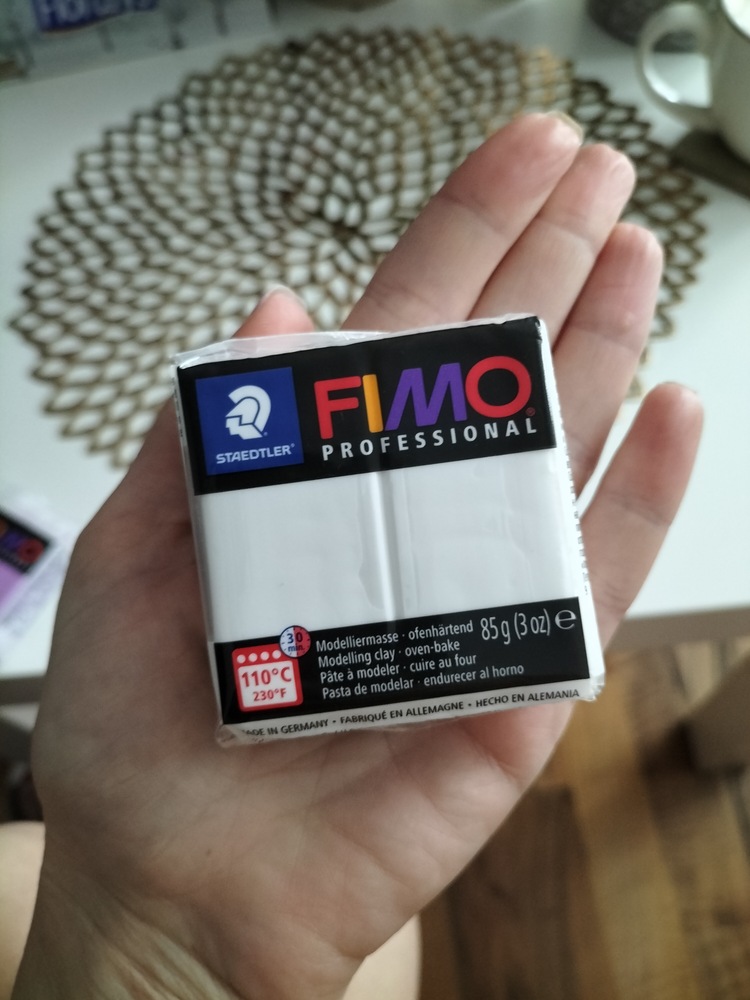 STAEDTLER®
FIMO®
PROFESSIONAL
30
min.
110°C
230°F
Modelliermasse · ofenhärtend
Modelling clay · oven-bake
Pâte à modeler · cuire au four
Pasta de modelar · endurecer al horno
85 g (3 oz) e
MADE IN GERMANY • FABRIQUÉ EN ALLEMAGNE • HECHO EN ALEMANIA